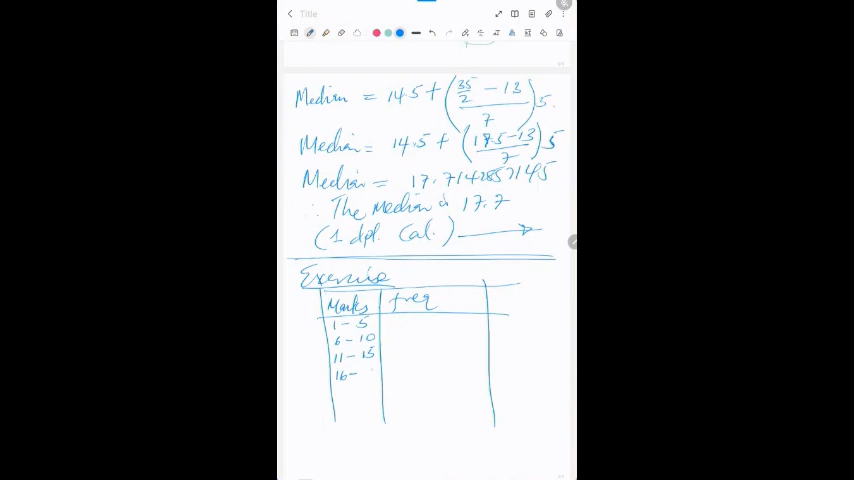 Title
Median = 14.5 + (35/2 - 13 / 7) 5.
Median = 14.5 + (17.5-13 / 7) 5
Median = 17.7142857145
∴ The Median is 17.7
(1 dpl. Cal.) →
Exercise
Marks freq
1 - 5
6 - 10
11 - 15
16 -